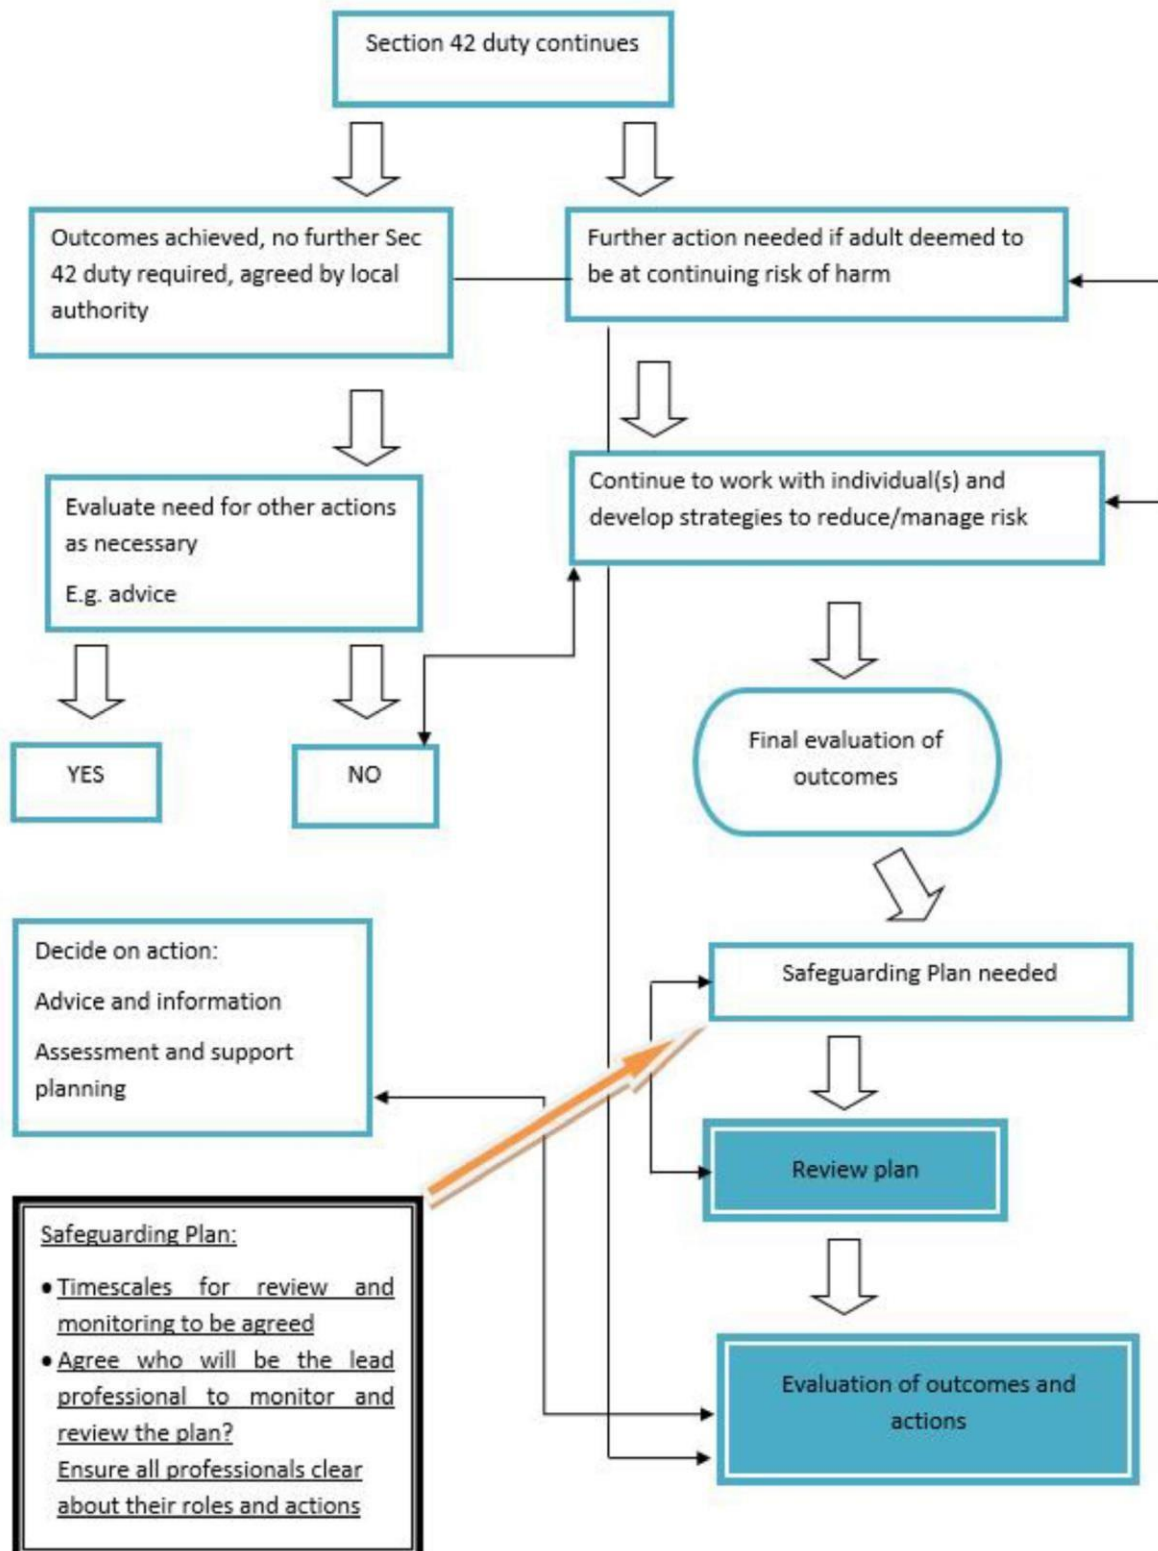 Section 42 duty continues
Outcomes achieved, no further Sec
42 duty required, agreed by local
authority
Further action needed if adult deemed to
be at continuing risk of harm
Evaluate need for other actions
as necessary
E.g. advice
Continue to work with individual(s) and
develop strategies to reduce/manage risk
YES
NO
Final evaluation of
outcomes
Decide on action:
Advice and information
Assessment and support
planning
Safeguarding Plan needed
Review plan
Safeguarding Plan:
• Timescales for review and
monitoring to be agreed
• Agree who will be the lead
professional to monitor and
review the plan?
Ensure all professionals clear
about their roles and actions
Evaluation of outcomes and
actions